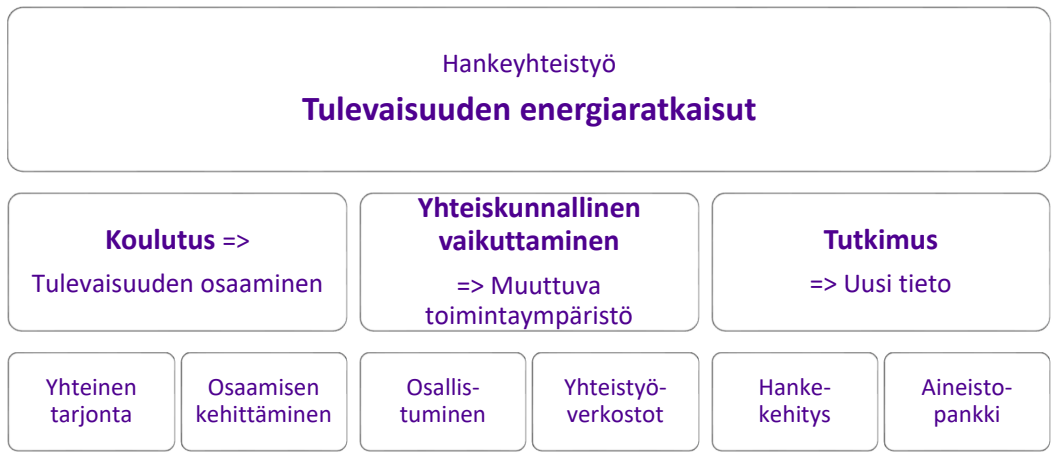 Hankeyhteistyö
Tulevaisuuden energiaratkaisut
Koulutus =>
Tulevaisuuden osaaminen
Yhteiskunnallinen
vaikuttaminen
=> Muuttuva
toimintaympäristö
Tutkimus
=> Uusi tieto
Yhteinen
tarjonta
Osaamisen
kehittäminen
Osallis-
tuminen
Yhteistyö-
verkostot
Hanke-
kehitys
Aineisto-
pankki